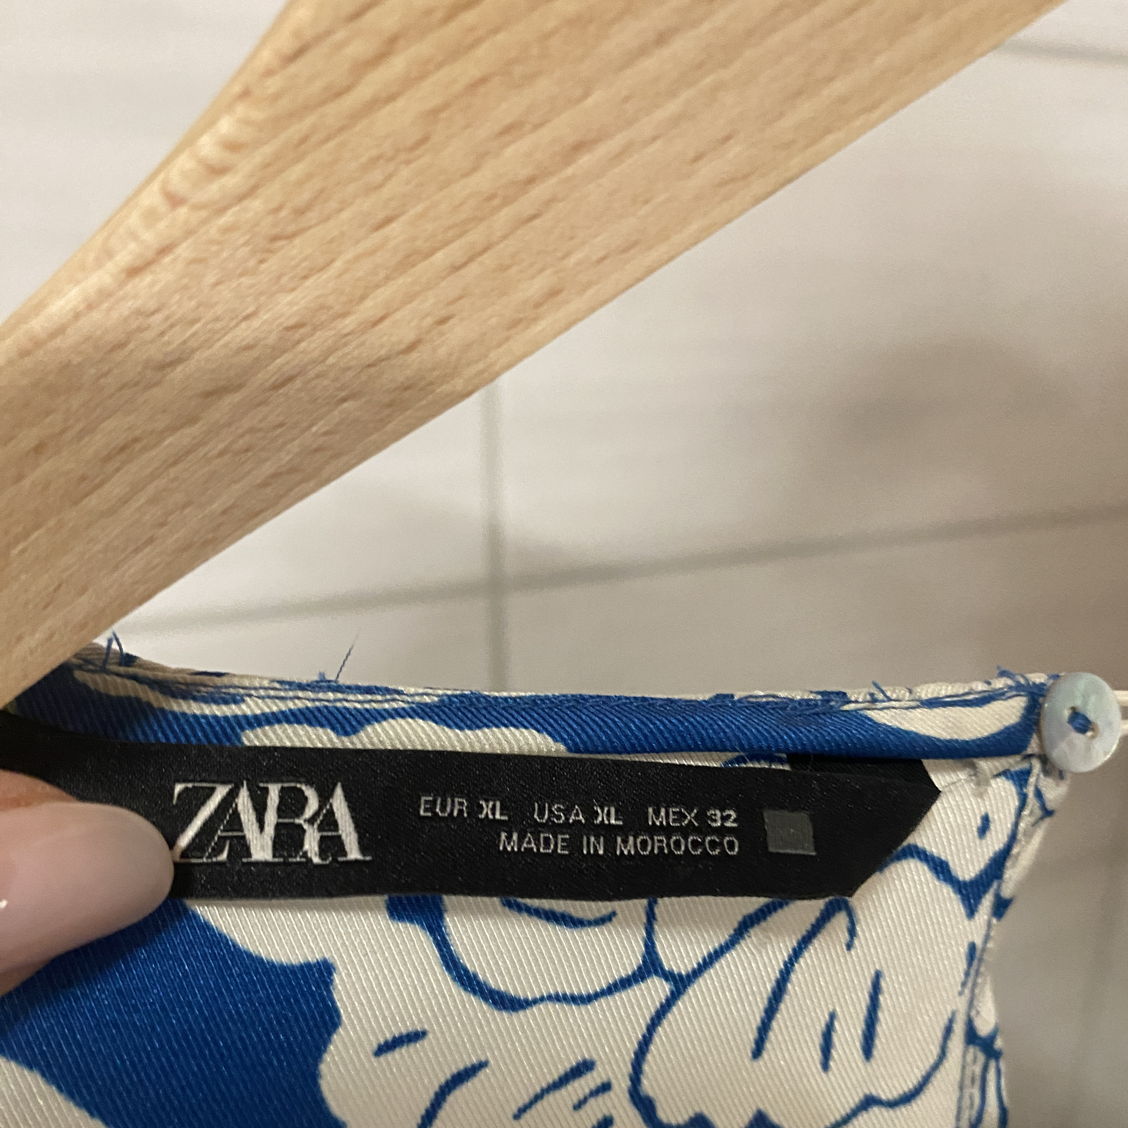 ZARA
EUR XL USA XL MEX 32
MADE IN MOROCCO